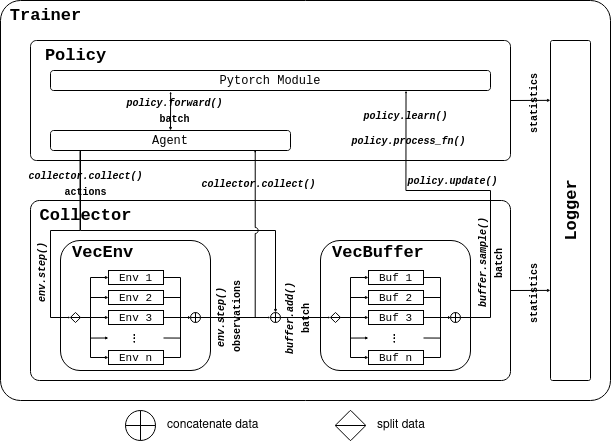 Trainer
Policy
Pytorch Module
policy.forward()
batch
policy.learn()
Agent
policy.process_fn()
statistics
collector.collect()
actions
collector.collect()
policy.update()
Logger
Collector
VecEnv
VecBuffer
env.step()
Env 1
Env 2
Env 3
⋮
Env n
env.step()
observations
buffer.add()
batch
Buf 1
Buf 2
Buf 3
⋮
Buf n
buffer.sample()
batch
statistics
concatenate data
split data